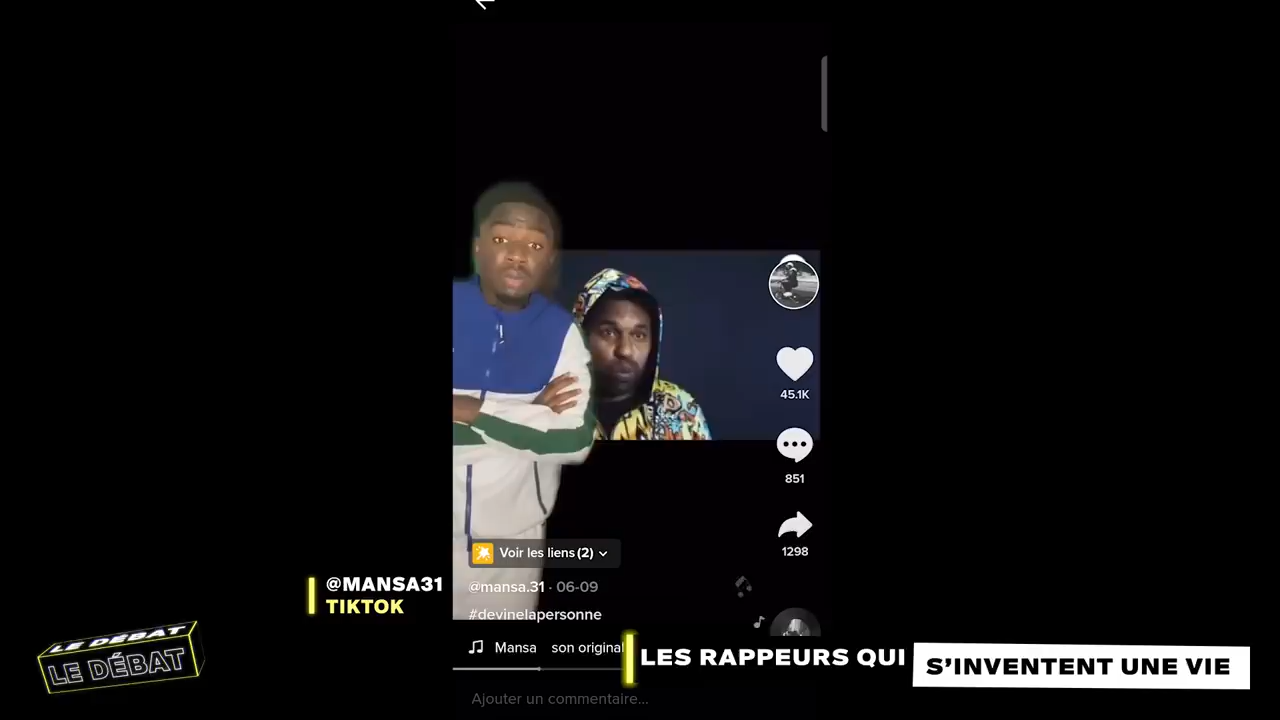 45.1K
851
1298
Voir les liens (2)
@mansa.31 · 06-09
#devinelapersonne
Mansa son original
Ajouter un commentaire...
@MANSA31
TIKTOK
LE DÉBAT
LE DÉBAT
LES RAPPEURS QUI S’INVENTENT UNE VIE